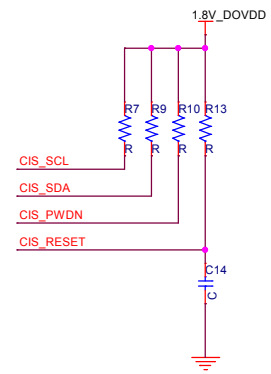 1.8V_DOVDD
R7 R9 R10 R13
R R R R
CIS_SCL
CIS_SDA
CIS_PWDN
CIS_RESET
C14
C